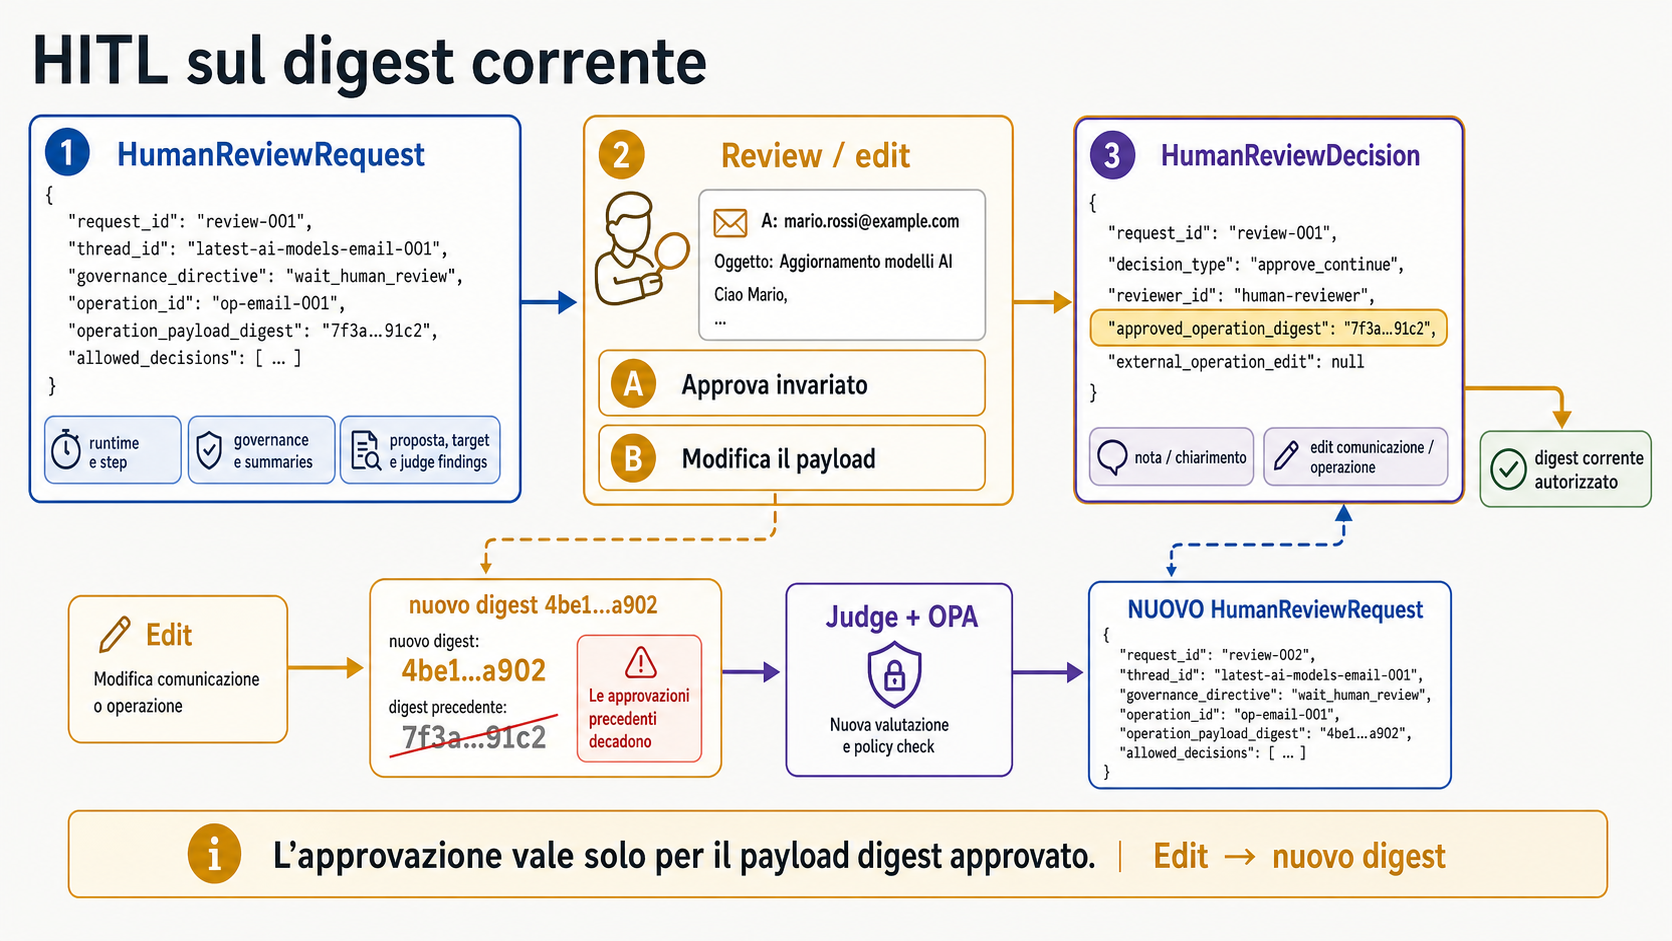 HITL sul digest corrente
1 HumanReviewRequest
{
"request_id": "review-001",
"thread_id": "latest-ai-models-email-001",
"governance_directive": "wait_human_review",
"operation_id": "op-email-001",
"operation_payload_digest": "7f3a...91c2",
"allowed_decisions": [ ... ]
}
runtime
e step
governance
e summaries
proposta, target
e judge findings
2 Review / edit
A: mario.rossi@example.com
Oggetto: Aggiornamento modelli AI
Ciao Mario,
...
A Approva invariato
B Modifica il payload
3 HumanReviewDecision
{
"request_id": "review-001",
"decision_type": "approve_continue",
"reviewer_id": "human-reviewer",
"approved_operation_digest": "7f3a...91c2",
"external_operation_edit": null
}
nota / chiarimento
edit comunicazione /
operazione
digest corrente
autorizzato
Edit
Modifica comunicazione
o operazione
nuovo digest 4be1...a902
nuovo digest:
4be1...a902
digest precedente:
7f3a...91c2
Le approvazioni
precedenti
decadono
Judge + OPA
Nuova valutazione
e policy check
NUOVO HumanReviewRequest
{
"request_id": "review-002",
"thread_id": "latest-ai-models-email-001",
"governance_directive": "wait_human_review",
"operation_id": "op-email-001",
"operation_payload_digest": "4be1...a902",
"allowed_decisions": [ ... ]
}
i L'approvazione vale solo per il payload digest approvato. | Edit → nuovo digest